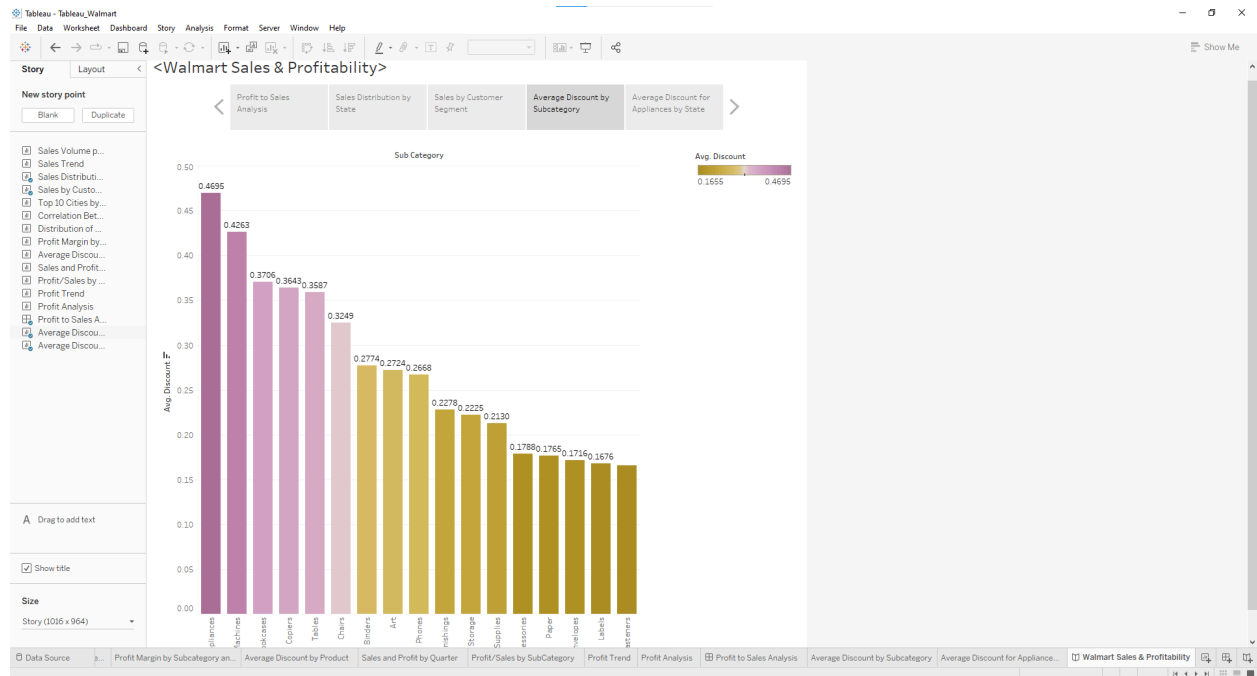 Tableau - Tableau_Walmart
File Data Worksheet Dashboard Story Analysis Format Server Window Help
Show Me
Story Layout
<Walmart Sales & Profitability>
New story point
Blank Duplicate
Profit to Sales Analysis
Sales Distribution by State
Sales by Customer Segment
Average Discount by Subcategory
Average Discount for Appliances by State
Sales Volume p...
Sales Trend
Sales Distributi...
Sales by Custo...
Top 10 Cities by...
Correlation Bet...
Distribution of ...
Profit Margin by...
Average Discou...
Sales and Profit...
Profit/Sales by ...
Profit Trend
Profit Analysis
Profit to Sales A...
Average Discou...
Average Discou...
A Drag to add text
Show title
Size
Story (1016 x 964)
Sub Category
Avg. Discount
0.1655 0.4695
Avg. Discount
0.50
0.45
0.40
0.35
0.30
0.25
0.20
0.15
0.10
0.05
0.00
0.4695
0.4263
0.3706
0.3643
0.3587
0.3249
0.2774
0.2724
0.2668
0.2278
0.2225
0.2130
0.1788
0.1765
0.1716
0.1676
pliances
achines
okcases
Copiers
Tables
Chairs
Binders
Art
Phones
nishings
Storage
Supplies
essories
Paper
velopes
Labels
asteners
Data Source e... Profit Margin by Subcategory an... Average Discount by Product Sales and Profit by Quarter Profit/Sales by SubCategory Profit Trend Profit Analysis Profit to Sales Analysis Average Discount by Subcategory Average Discount for Appliance... Walmart Sales & Profitability